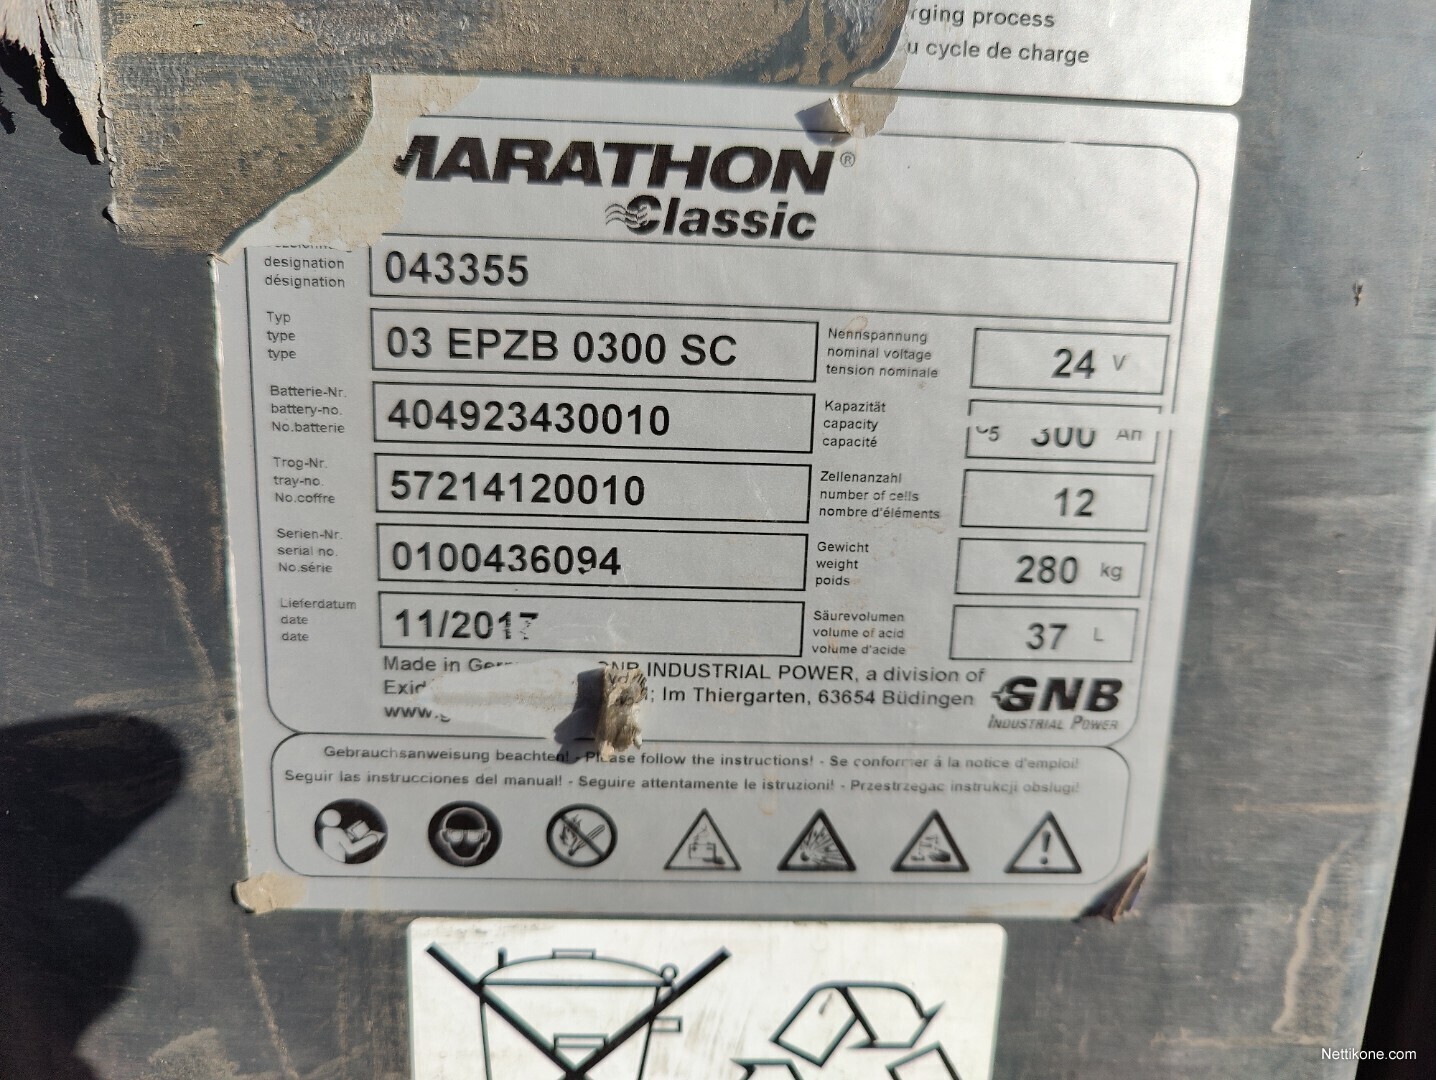 rging process
u cycle de charge
MARATHON®
Classic
designation
désignation
043355
Typ
type
type
03 EPZB 0300 SC
Nennspannung
nominal voltage
tension nominale
24 V
Batterie-Nr.
battery-no.
No.batterie
404923430010
Kapazität
capacity
capacité
300 Ah
Trog-Nr.
tray-no.
No.coffre
57214120010
Zellenanzahl
number of cells
nombre d'éléments
12
Serien-Nr.
serial no.
No.série
0100436094
Gewicht
weight
poids
280 kg
Lieferdatum
date
date
11/2017
Säurevolumen
volume of acid
volume d'acide
37 L
Made in GNB INDUSTRIAL POWER, a division of
Im Thiergarten, 63654 Büdingen
www.
GNB
INDUSTRIAL POWER
Gebrauchsanweisung beachten! - Please follow the instructions! - Se conformer à la notice d'emploi!
Seguir las instrucciones del manual! - Seguire attentamente le istruzioni! - Przestrzegac instrukcji obslugi!
Nettikone.com